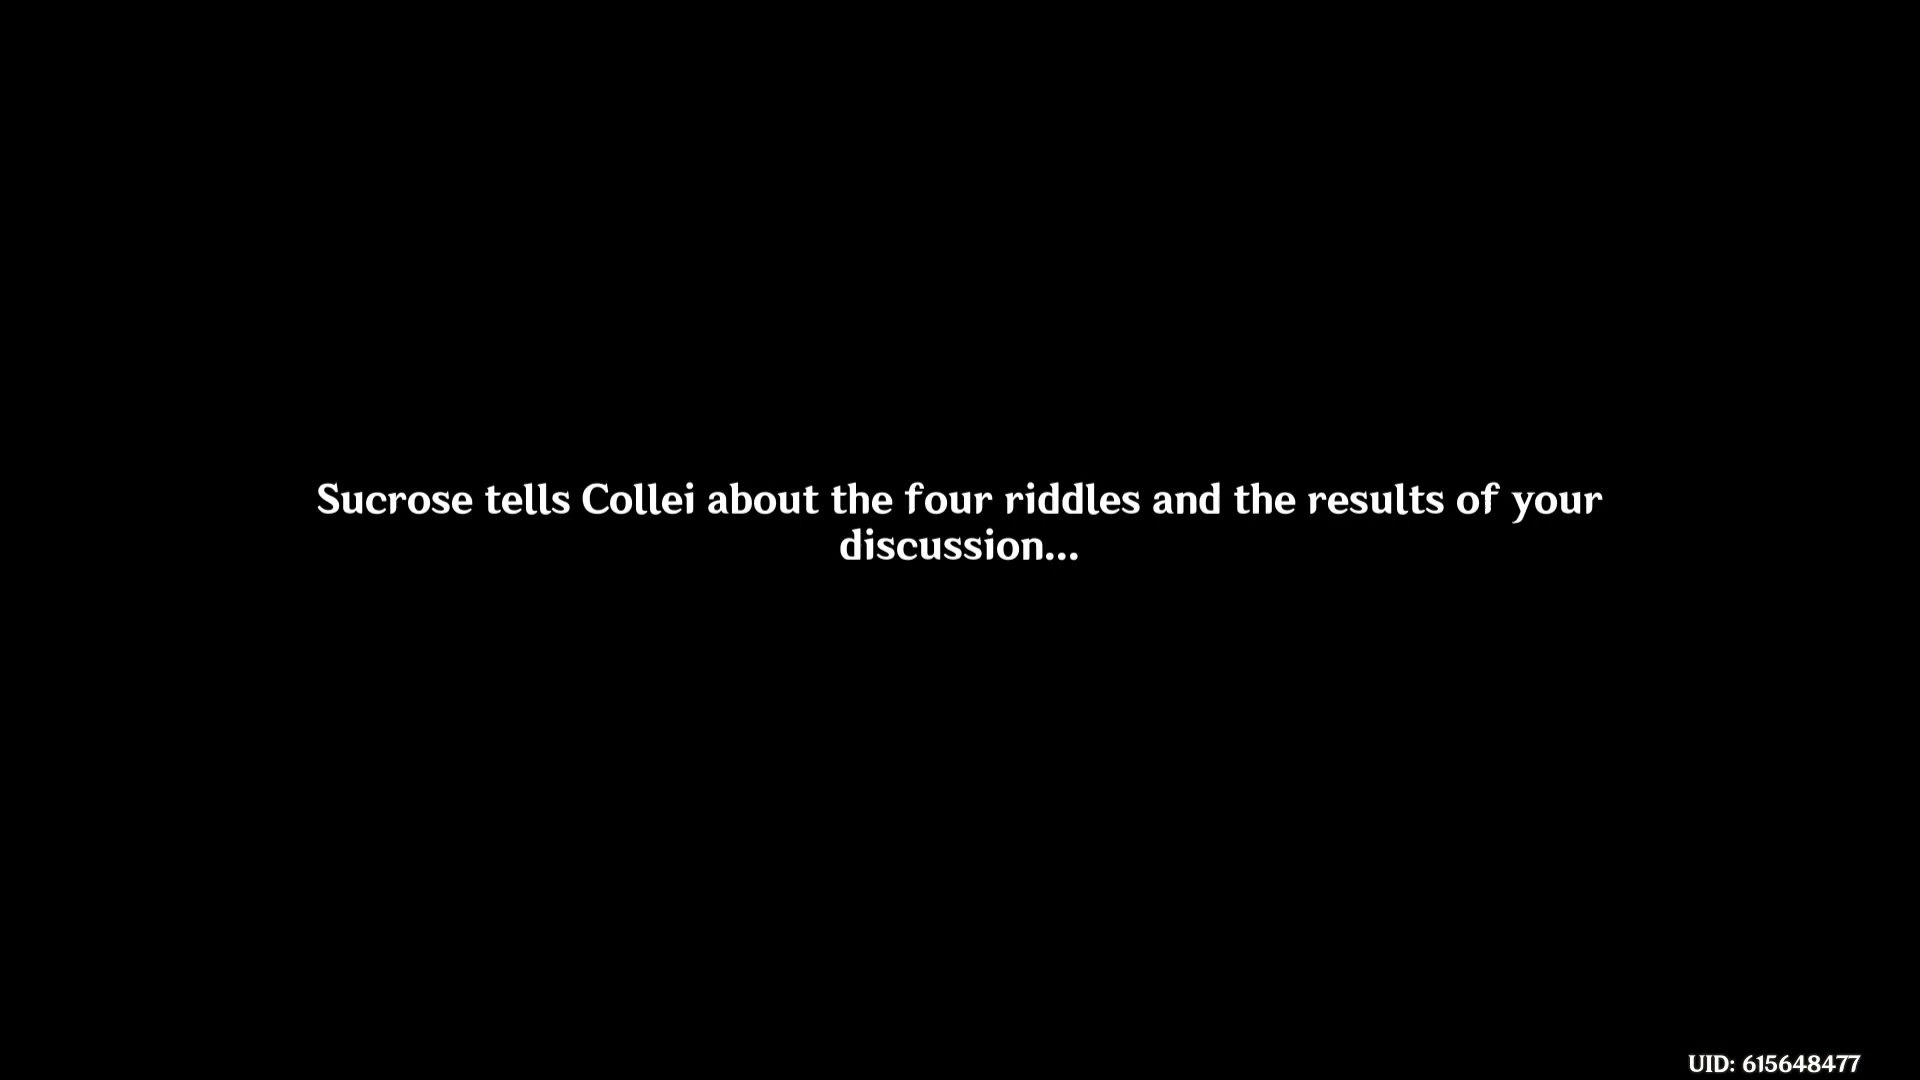 Sucrose tells Collei about the four riddles and the results of your
discussion...
UID: 615648477